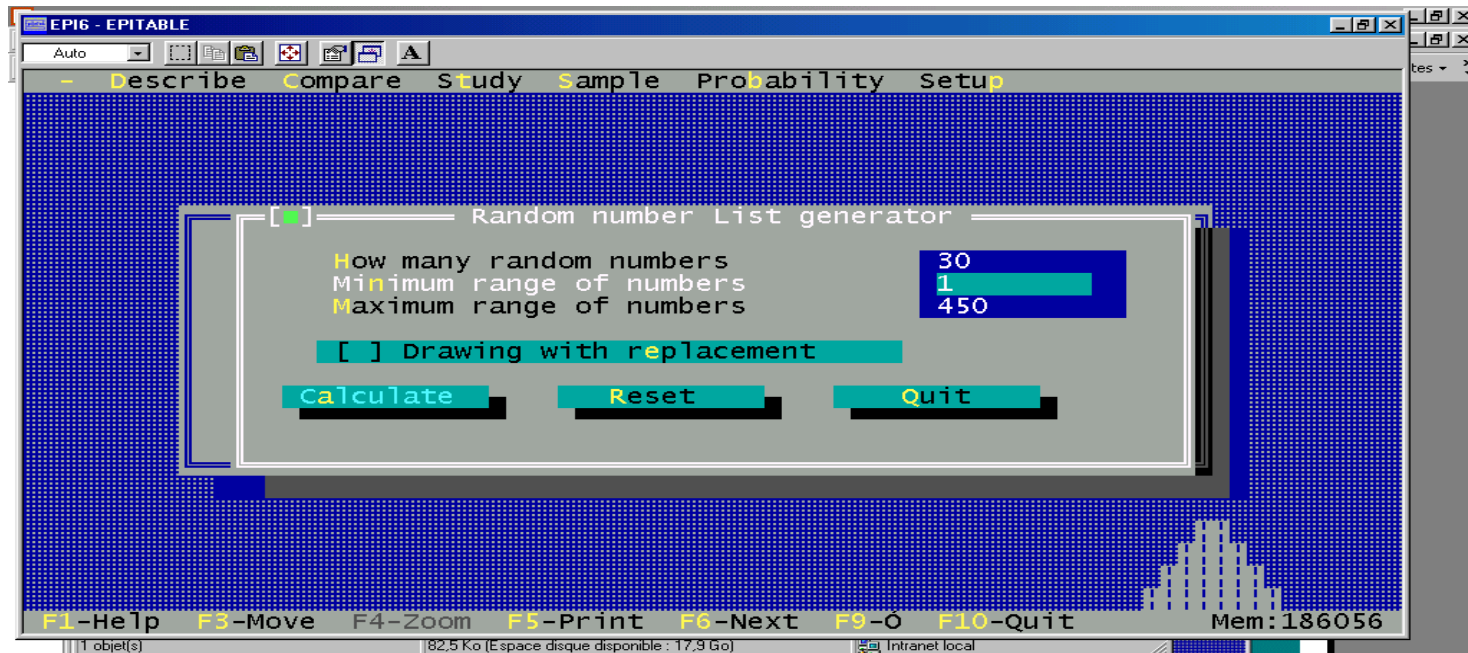 EPI6 - EPITABLE
Auto
A
- Describe Compare Study Sample Probability Setup
tes
[■] Random number List generator
How many random numbers 30
Minimum range of numbers 1
Maximum range of numbers 450
[ ] Drawing with replacement
Calculate Reset Quit
F1-Help F3-Move F4-Zoom F5-Print F6-Next F9-Ó F10-Quit Mem:186056
1 objet(s) 82,5 Ko (Espace disque disponible : 17,9 Go) Intranet local